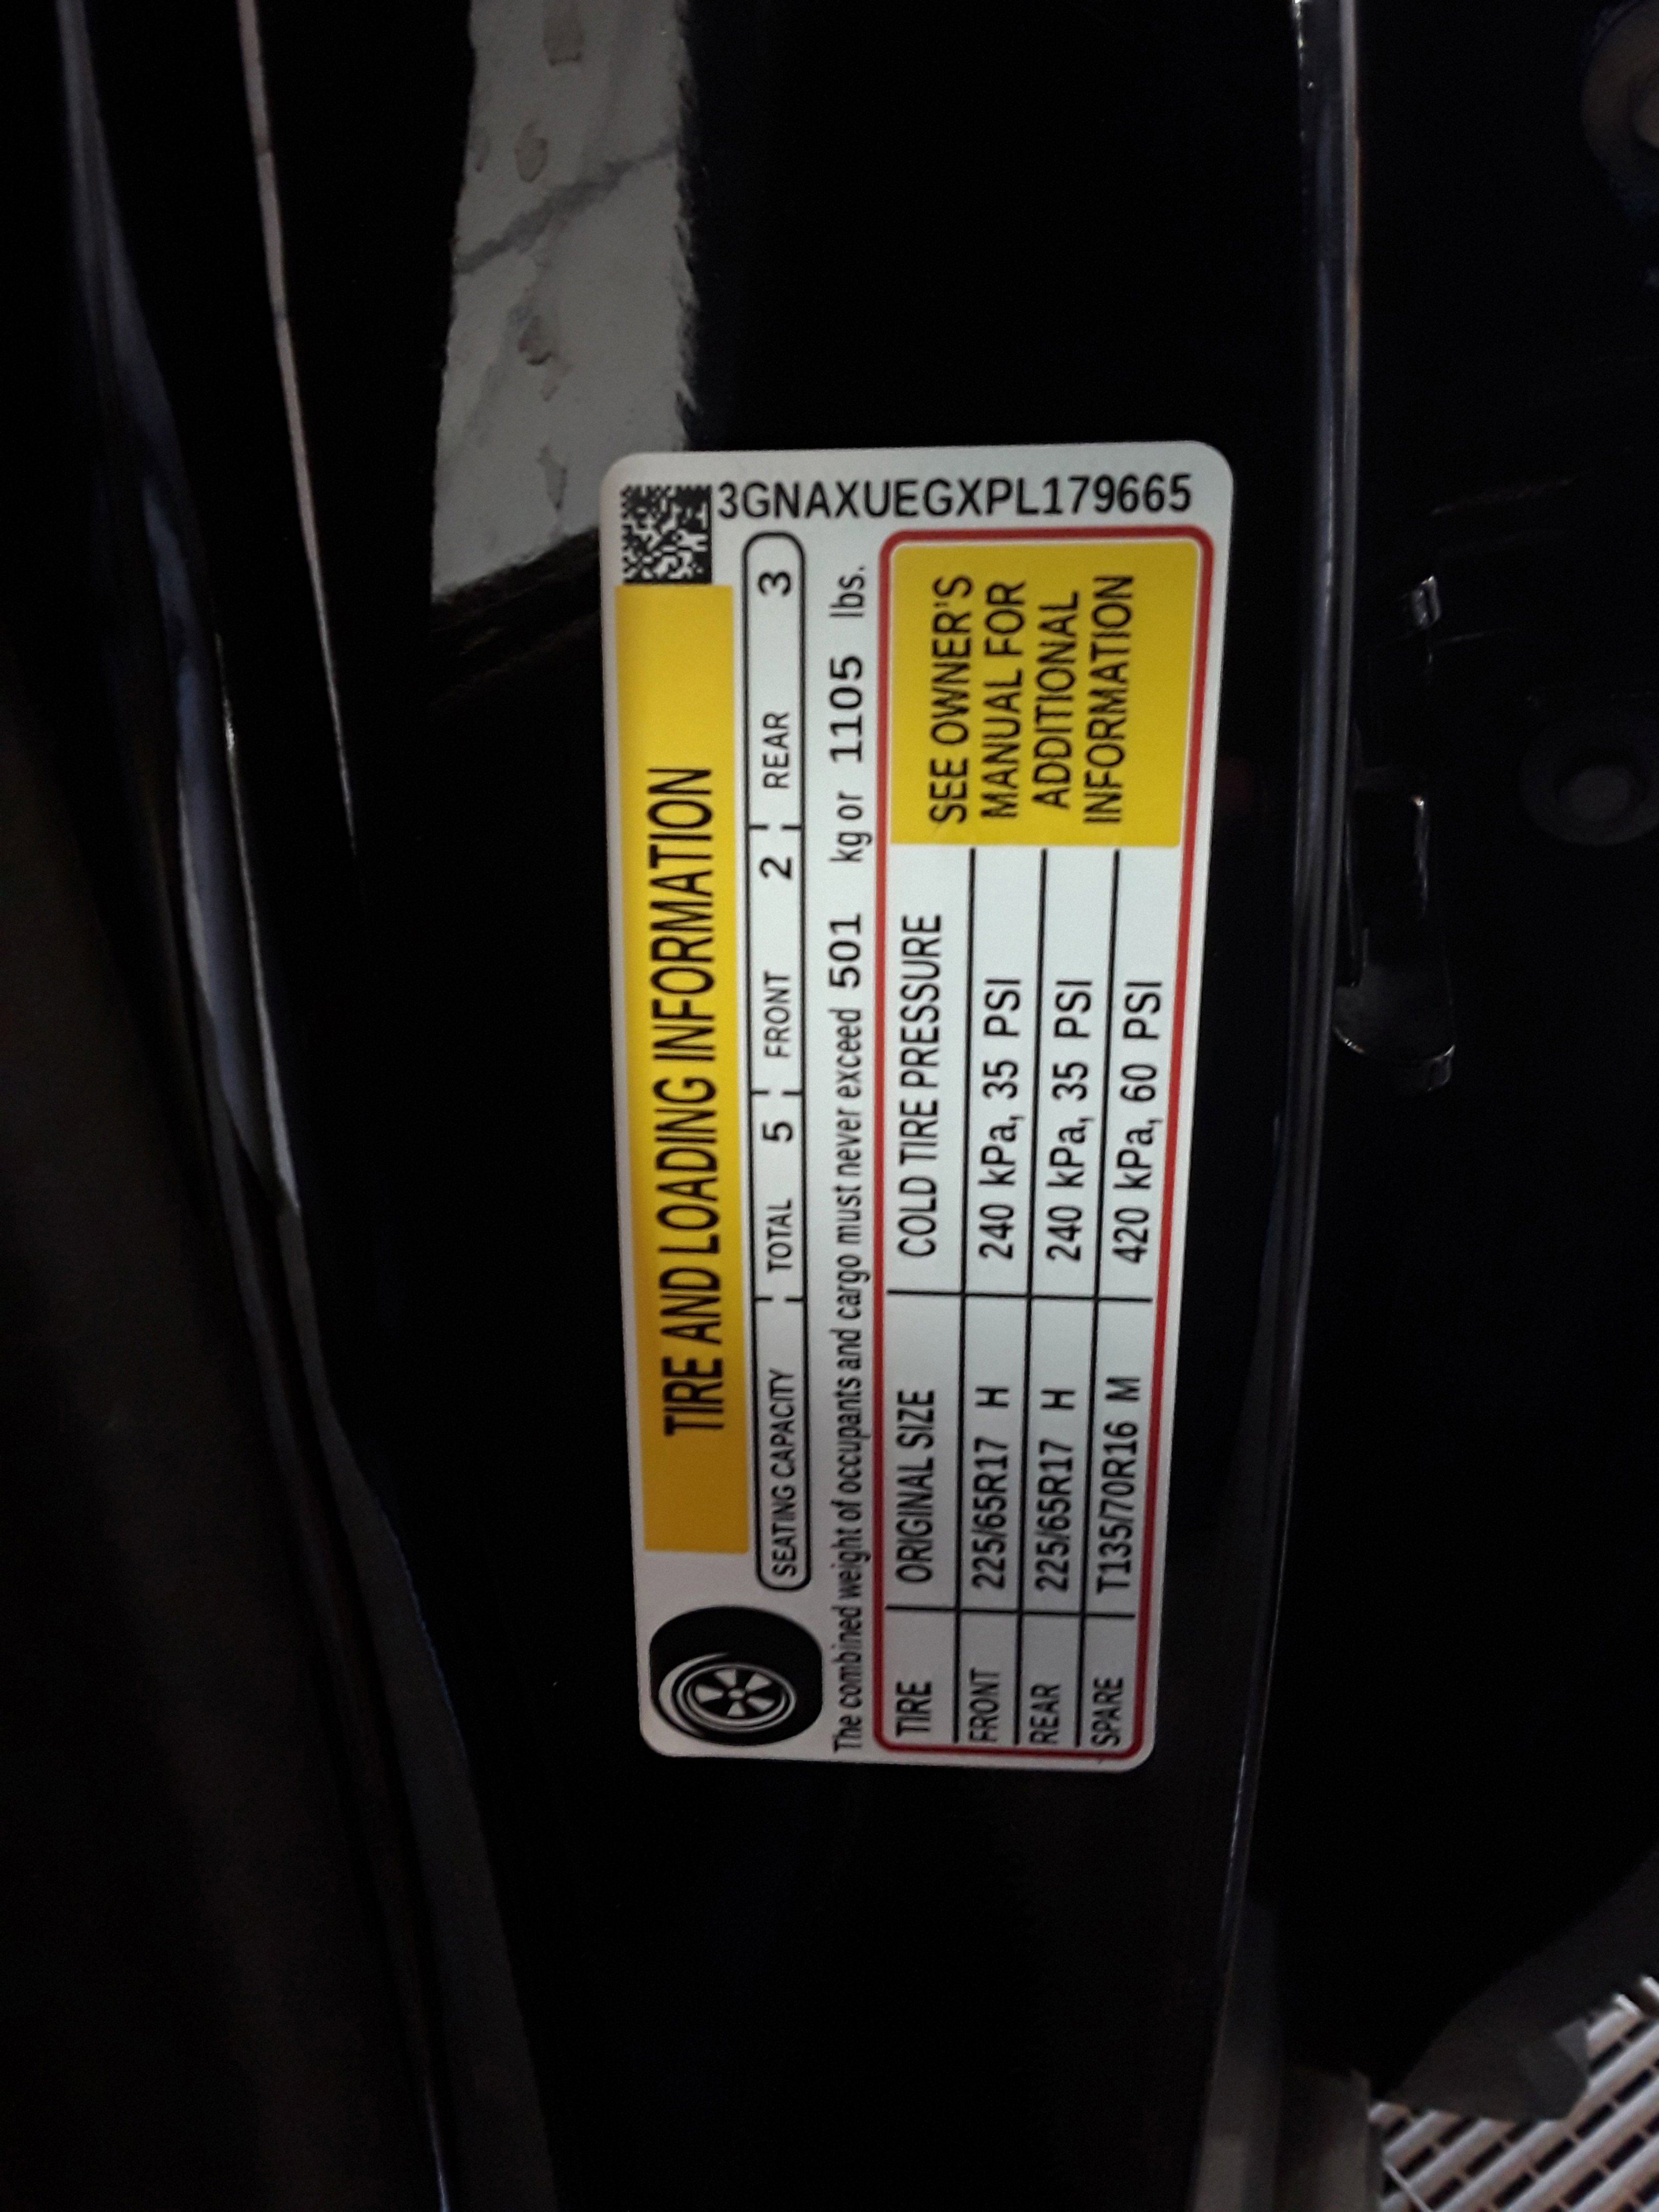 TIRE AND LOADING INFORMATION
3GNAXUEGXPL179665
SEATING CAPACITY TOTAL 5 FRONT 2 REAR 3
The combined weight of occupants and cargo must never exceed 501 kg or 1105 lbs.
TIRE ORIGINAL SIZE COLD TIRE PRESSURE
FRONT 225/65R17 H 240 kPa, 35 PSI
REAR 225/65R17 H 240 kPa, 35 PSI
SPARE T135/70R16 M 420 kPa, 60 PSI
SEE OWNER'S
MANUAL FOR
ADDITIONAL
INFORMATION